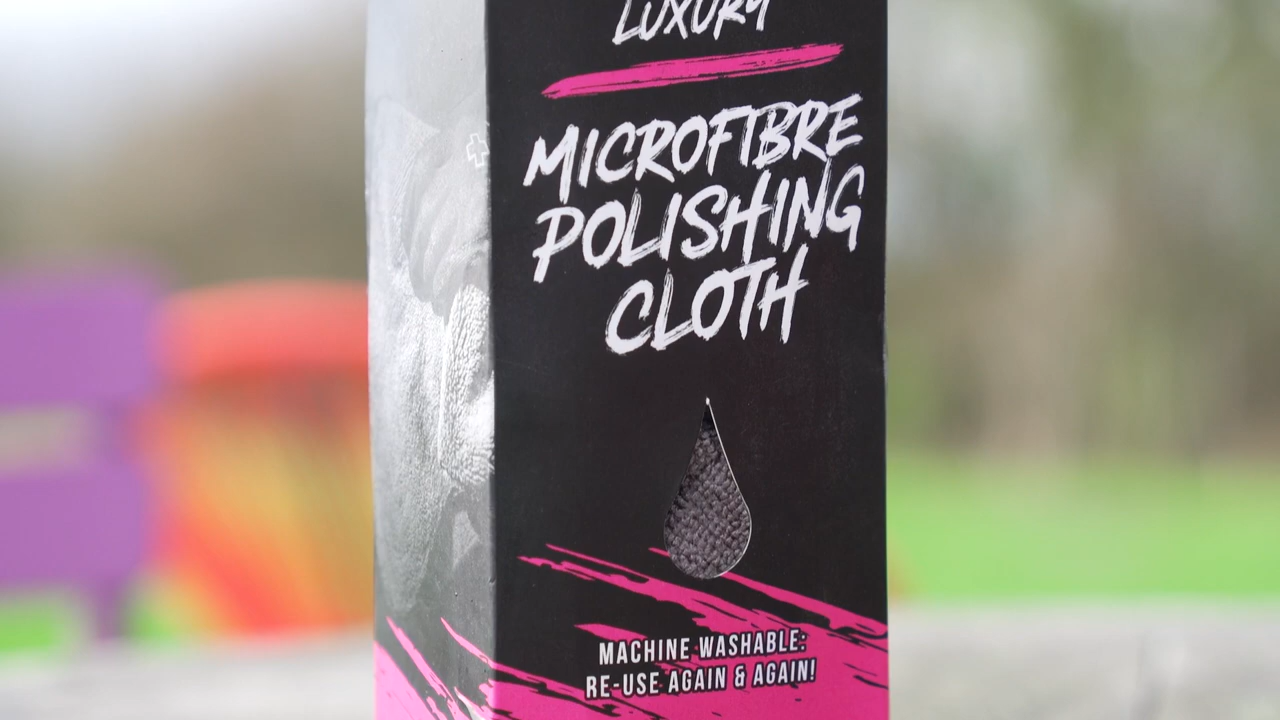 LUXURY
MICROFIBRE
POLISHING
CLOTH
MACHINE WASHABLE:
RE-USE AGAIN & AGAIN!